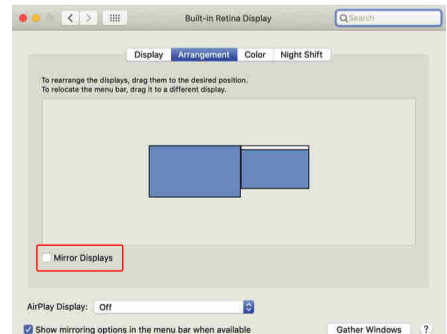 Built-in Retina Display
Search
Display Arrangement Color Night Shift
To rearrange the displays, drag them to the desired position.
To relocate the menu bar, drag it to a different display.
Mirror Displays
AirPlay Display: Off
Show mirroring options in the menu bar when available
Gather Windows ?